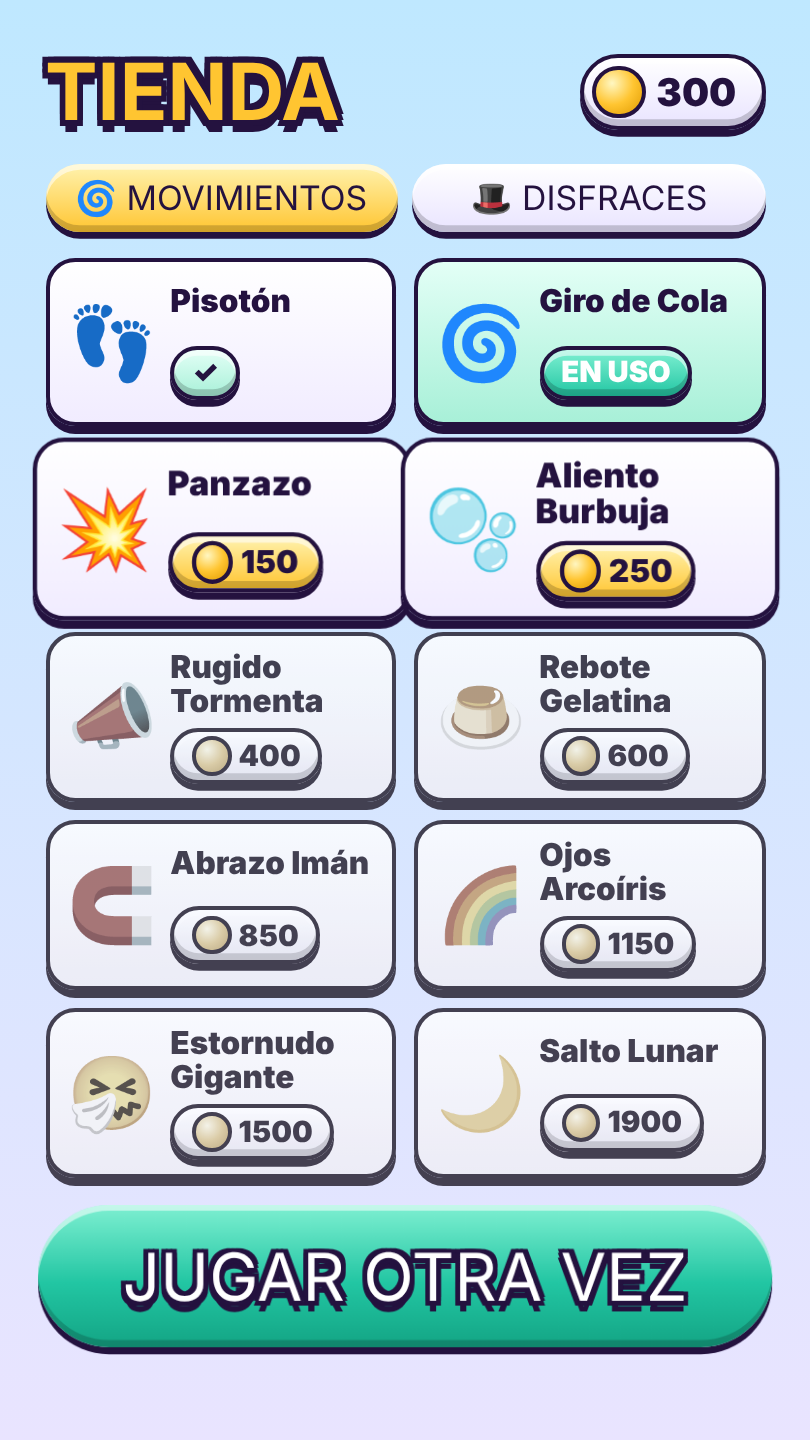 TIENDA
300
MOVIMIENTOS
DISFRACES
Pisotón
Giro de Cola
EN USO
Panzazo
150
Aliento
Burbuja
250
Rugido
Tormenta
400
Rebote
Gelatina
600
Abrazo Imán
850
Ojos
Arcoíris
1150
Estornudo
Gigante
1500
Salto Lunar
1900
JUGAR OTRA VEZ